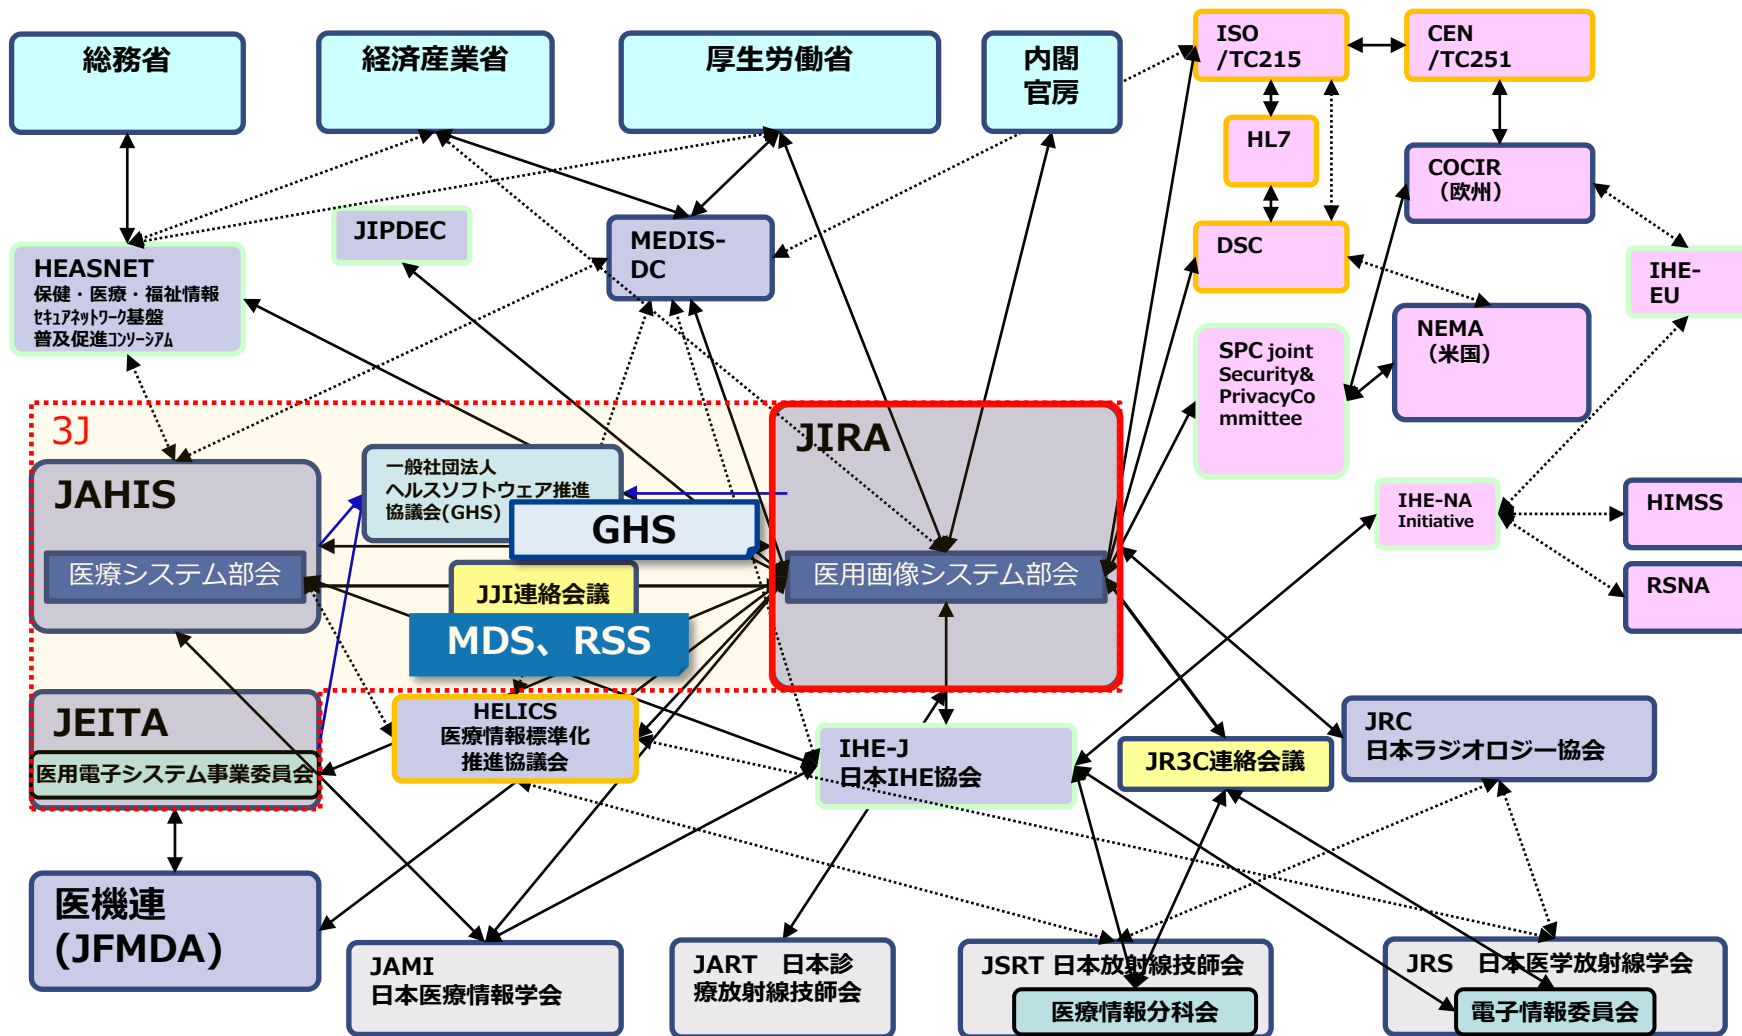 総務省
経済産業省
厚生労働省
内閣
官房
ISO
/TC215
CEN
/TC251
HL7
COCIR
（欧州）
JIPDEC
MEDIS-
DC
DSC
HEASNET
保健・医療・福祉情報
ｾｷｭｱﾈｯﾄﾜｰｸ基盤
普及促進ｺﾝｿｰｼｱﾑ
IHE-
EU
NEMA
（米国）
SPC joint
Security&
PrivacyCo
mmittee
3J
JIRA
一般社団法人
ヘルスソフトウェア推進
協議会(GHS)
JAHIS
GHS
IHE-NA
Initiative
HIMSS
医療システム部会
医用画像システム部会
JJI連絡会議
RSNA
MDS、RSS
JEITA
医用電子システム事業委員会
HELICS
医療情報標準化
推進協議会
IHE-J
日本IHE協会
JR3C連絡会議
JRC
日本ラジオロジー協会
医機連
(JFMDA)
JAMI
日本医療情報学会
JART　日本診
療放射線技師会
JSRT 日本放射線技師会
医療情報分科会
JRS　日本医学放射線学会
電子情報委員会